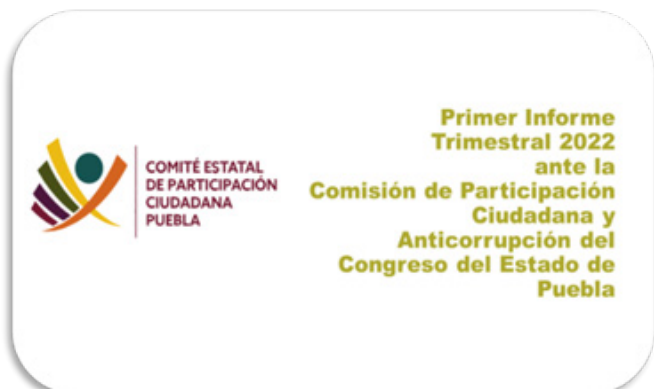 COMITÉ ESTATAL
DE PARTICIPACIÓN
CIUDADANA
PUEBLA
Primer Informe
Trimestral 2022
ante la
Comisión de Participación
Ciudadana y
Anticorrupción del
Congreso del Estado de
Puebla